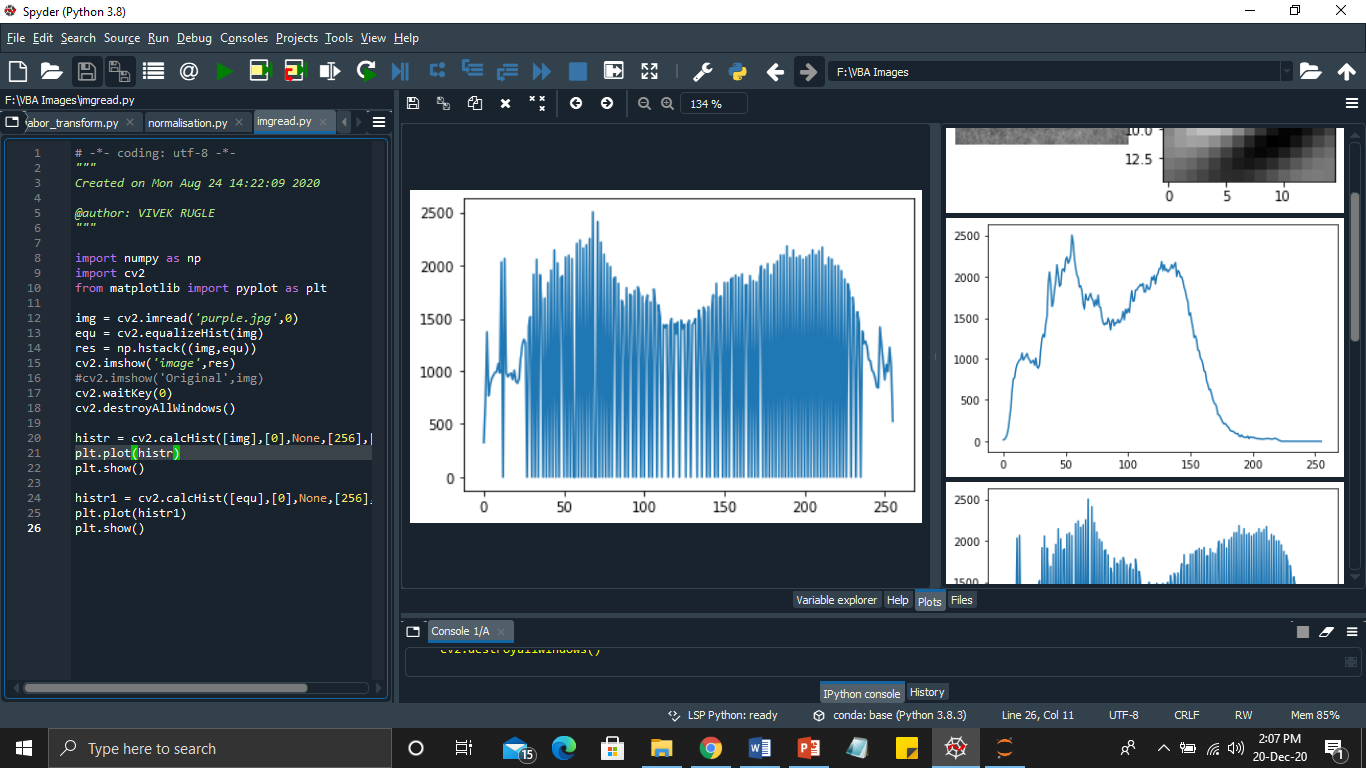 Spyder (Python 3.8)
File Edit Search Source Run Debug Consoles Projects Tools View Help
F:\VBA Images
F:\VBA Images\imgread.py
abor_transform.py
normalisation.py
imgread.py
134 %
1 # -*- coding: utf-8 -*-
2 """
3 Created on Mon Aug 24 14:22:09 2020
4
5 @author: VIVEK RUGLE
6 """
7
8 import numpy as np
9 import cv2
10 from matplotlib import pyplot as plt
11
12 img = cv2.imread('purple.jpg',0)
13 equ = cv2.equalizeHist(img)
14 res = np.hstack((img,equ))
15 cv2.imshow('image',res)
16 #cv2.imshow('Original',img)
17 cv2.waitKey(0)
18 cv2.destroyAllWindows()
19
20 histr = cv2.calcHist([img],[0],None,[256],[
21 plt.plot(histr)
22 plt.show()
23
24 histr1 = cv2.calcHist([equ],[0],None,[256],
25 plt.plot(histr1)
26 plt.show()
2500
2000
1500
1000
500
0
0 50 100 150 200 250
10.0
12.5
0 5 10
2500
2000
1500
1000
500
0
0 50 100 150 200 250
2500
2000
1500
Variable explorer Help Plots Files
Console 1/A
cv2.destroyAllWindows()
IPython console History
LSP Python: ready conda: base (Python 3.8.3) Line 26, Col 11 UTF-8 CRLF RW Mem 85%
Type here to search
15
2:07 PM
20-Dec-20
1